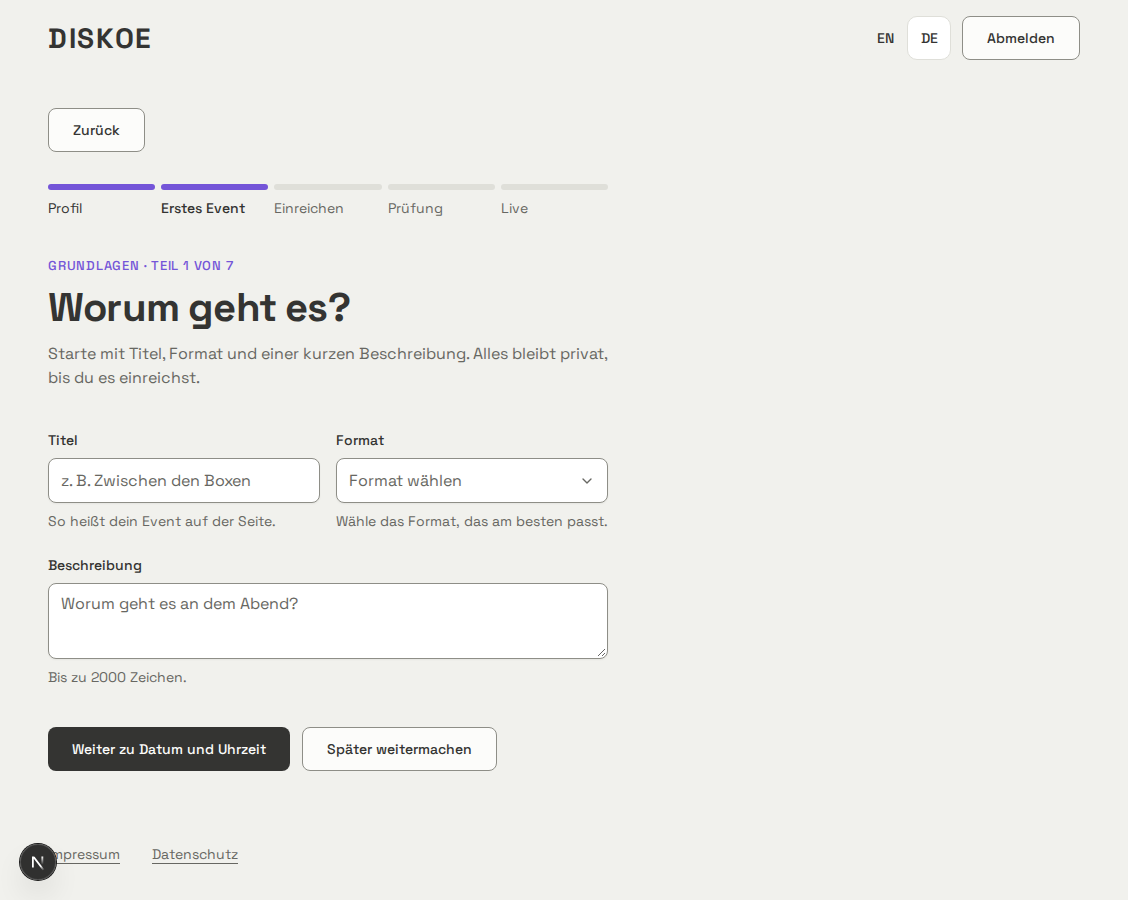 DISKOE
EN
DE
Abmelden
Zurück
Profil
Erstes Event
Einreichen
Prüfung
Live
GRUNDLAGEN · TEIL 1 VON 7
Worum geht es?
Starte mit Titel, Format und einer kurzen Beschreibung. Alles bleibt privat,
bis du es einreichst.
Titel
Format
z. B. Zwischen den Boxen
Format wählen
So heißt dein Event auf der Seite.
Wähle das Format, das am besten passt.
Beschreibung
Worum geht es an dem Abend?
Bis zu 2000 Zeichen.
Weiter zu Datum und Uhrzeit
Später weitermachen
N
mpressum
Datenschutz